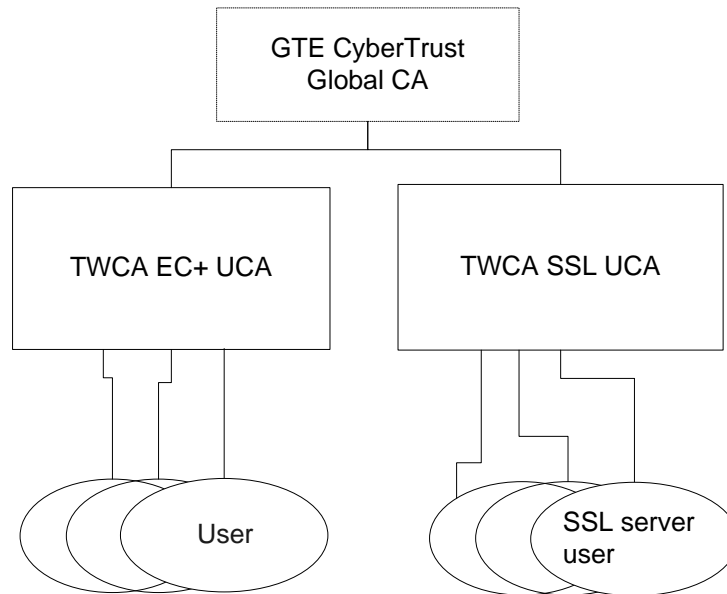 GTE CyberTrust
Global CA
TWCA EC+ UCA
TWCA SSL UCA
User
SSL server
user